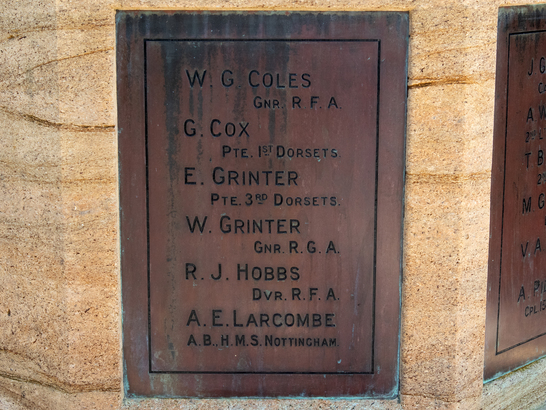 W. G. COLES
GNR. R F A.
G. COX
PTE. 1ST DORSETS.
E. GRINTER
PTE. 3RD DORSETS.
W. GRINTER
GNR. R. G. A.
R. J. HOBBS
DVR. R. F. A.
A. E. LARCOMBE.
A.B., H.M.S. NOTTINGHAM.